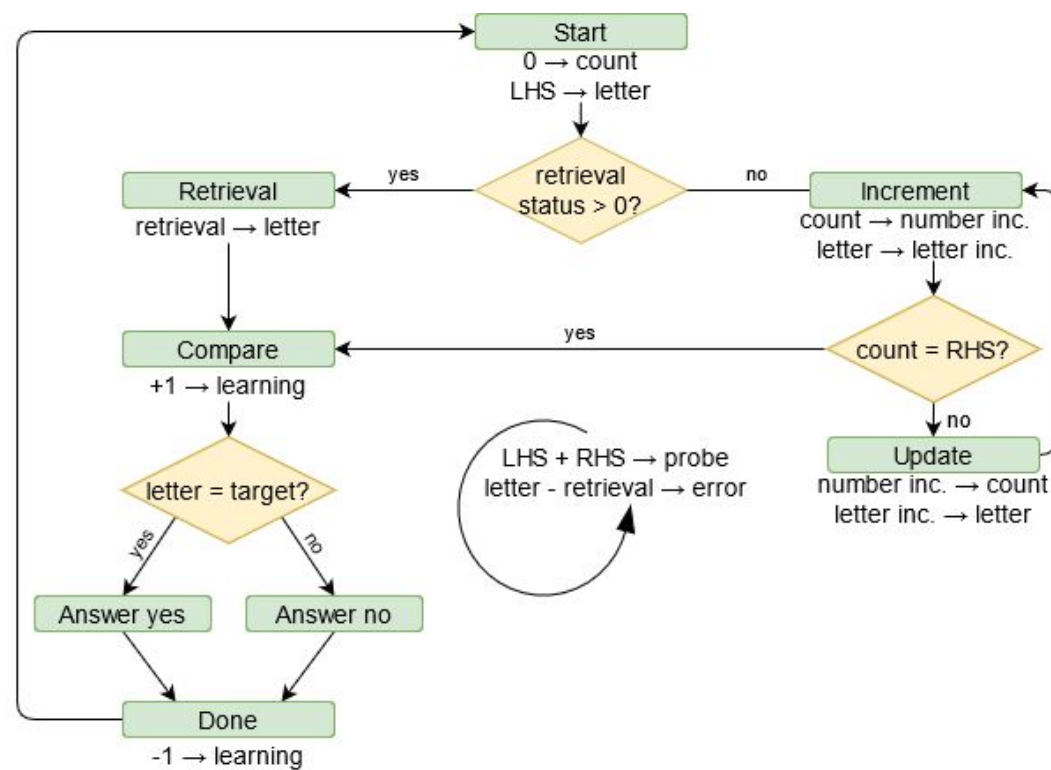 Start
0 → count
LHS → letter
retrieval
status > 0?
yes
no
Retrieval
retrieval → letter
Increment
count → number inc.
letter → letter inc.
Compare
+1 → learning
yes
count = RHS?
no
Update
number inc. → count
letter inc. → letter
LHS + RHS → probe
letter - retrieval → error
letter = target?
yes
no
Answer yes
Answer no
Done
-1 → learning